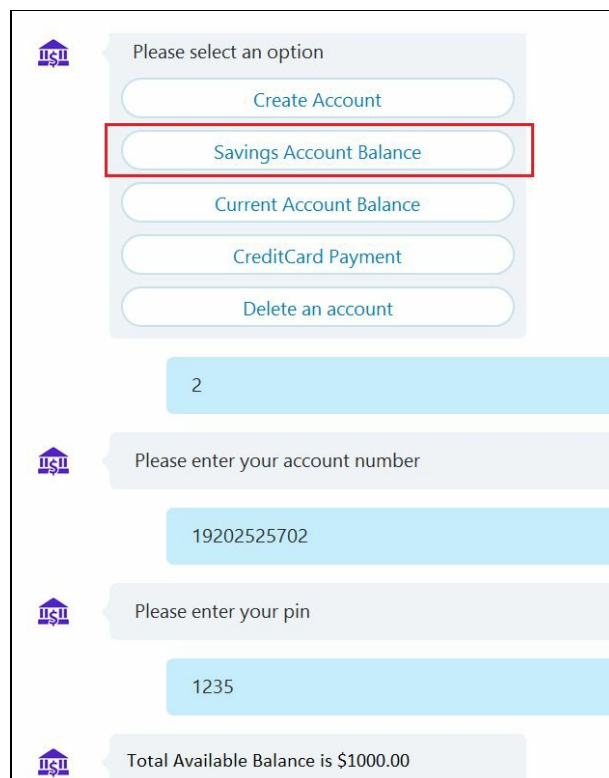 Please select an option
Create Account
Savings Account Balance
Current Account Balance
CreditCard Payment
Delete an account
2
Please enter your account number
19202525702
Please enter your pin
1235
Total Available Balance is $1000.00